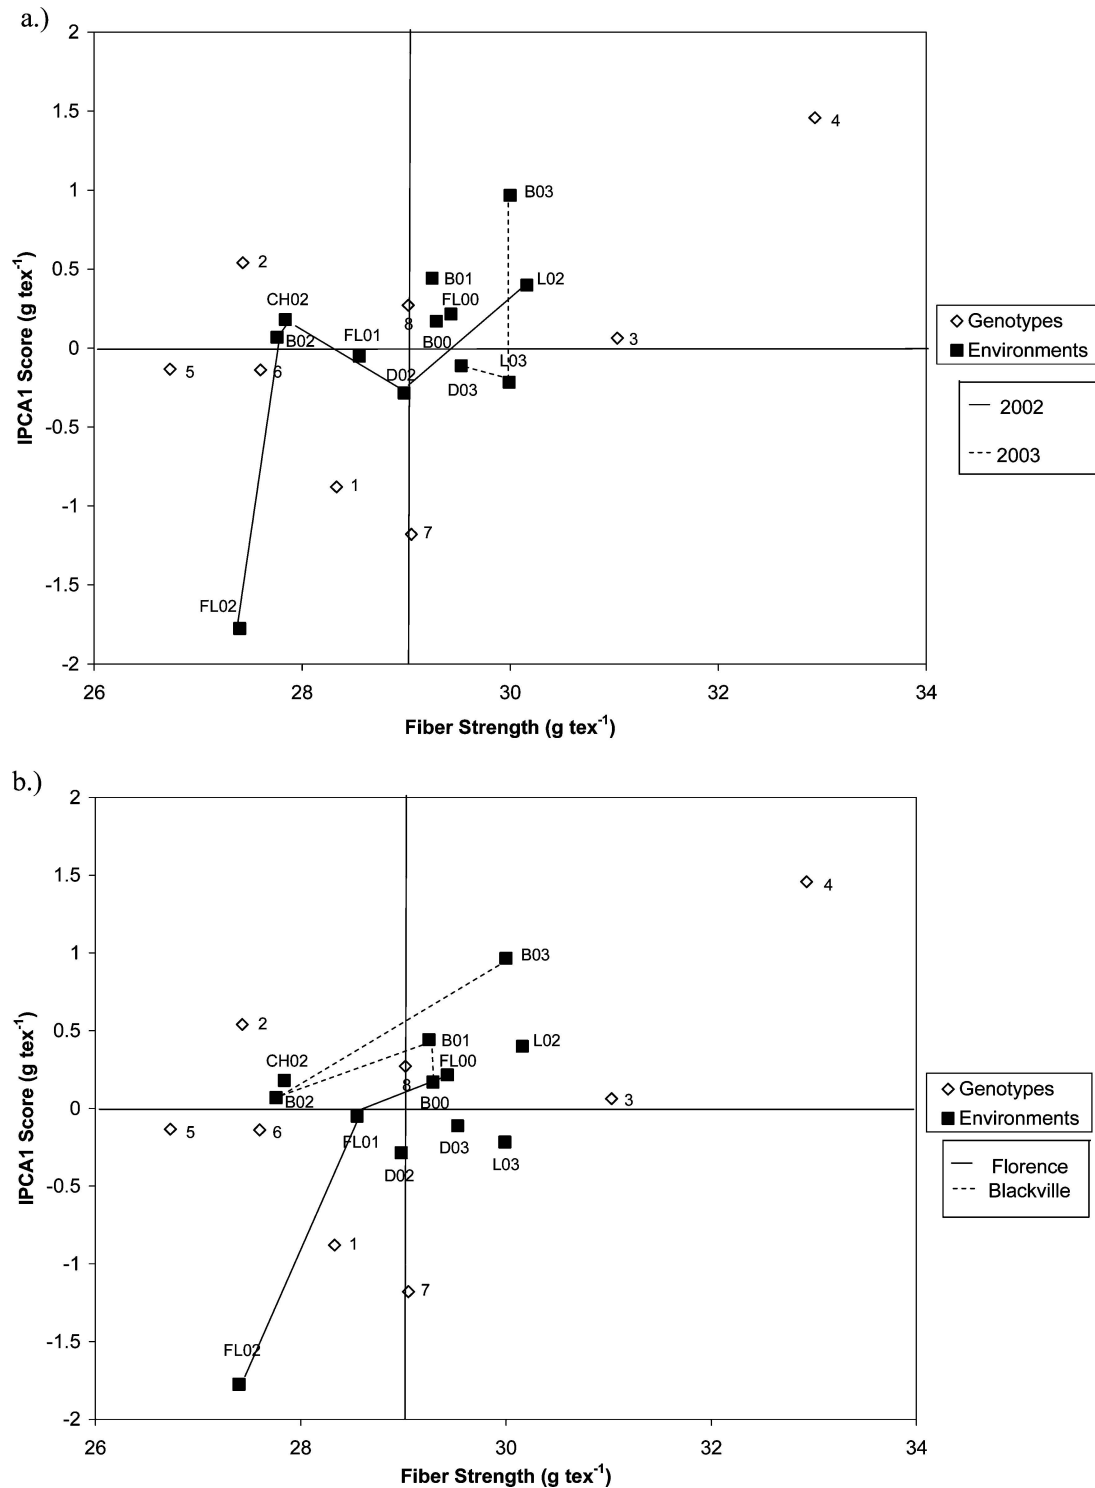 a.)
2
1.5
4
1
B03
0.5
2
B01
L02
CH02
FL00
8
FL01
B02
B00
3
0
L03
D02
5
6
D03
-0.5
1
-1
7
-1.5
FL02
-2
26
28
30
32
34
IPCA1 Score (g tex⁻¹)
Fiber Strength (g tex⁻¹)
Genotypes
Environments
2002
2003
b.)
2
1.5
4
1
B03
0.5
2
B01
L02
CH02
FL00
8
B02
B00
3
0
5
6
FL01
D03
L03
D02
-0.5
1
-1
7
-1.5
FL02
-2
26
28
30
32
34
IPCA1 Score (g tex⁻¹)
Fiber Strength (g tex⁻¹)
Genotypes
Environments
Florence
Blackville